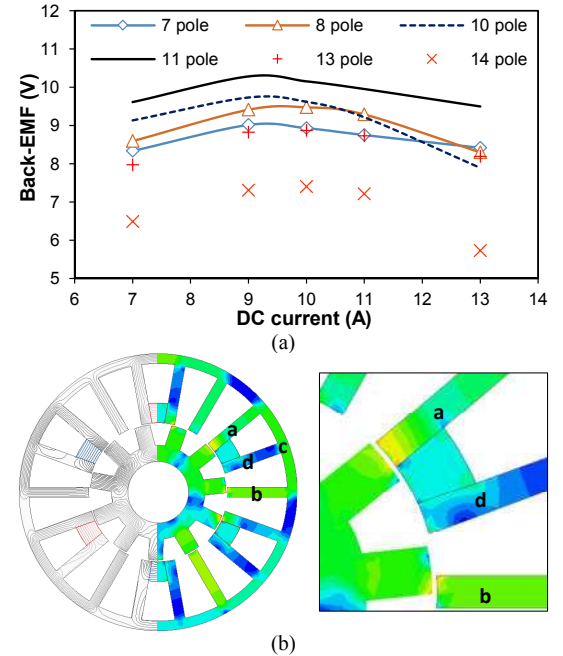 (a)
12
7 pole 8 pole 10 pole
11
11 pole 13 pole 14 pole
10
9
8
7
6
5
Back-EMF (V)
6 7 8 9 10 11 12 13 14
DC current (A)
(a)
a
d c
b
a
d
b
(b)